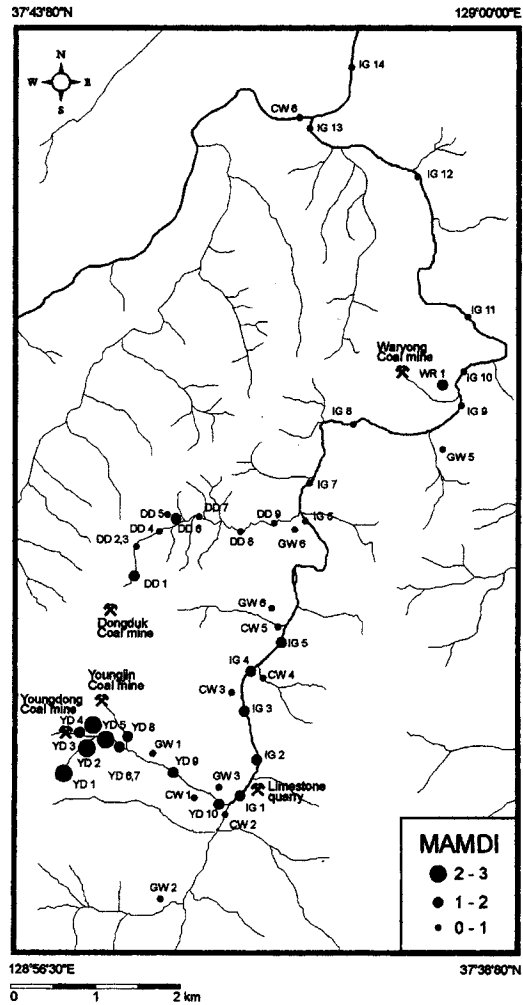 37°43'80"N
129°00'00"E
N
W
E
S
IG 14
CW 6
IG 13
IG 12
IG 11
Waryong
Coal mine
WR 1
IG 10
IG 9
IG 8
GW 5
IG 7
DD 7
DD 5
DD 9
IG 6
DD 4
DD 6
DD 2,3
DD 8
GW 6
DD 1
GW 6
Dongduk
Coal mine
CW 5
IG 5
IG 4
CW 4
Youngjin
Coal mine
CW 3
Youngdong
Coal mine
IG 3
YD 4
YD 5
YD 8
YD 3
GW 1
IG 2
YD 2
YD 6,7
YD 9
YD 1
GW 3
Limestone
quarry
CW 1
IG 1
YD 10
CW 2
GW 2
MAMDI
2 - 3
1 - 2
0 - 1
128°56'30"E
37°38'80"N
0 1 2 km